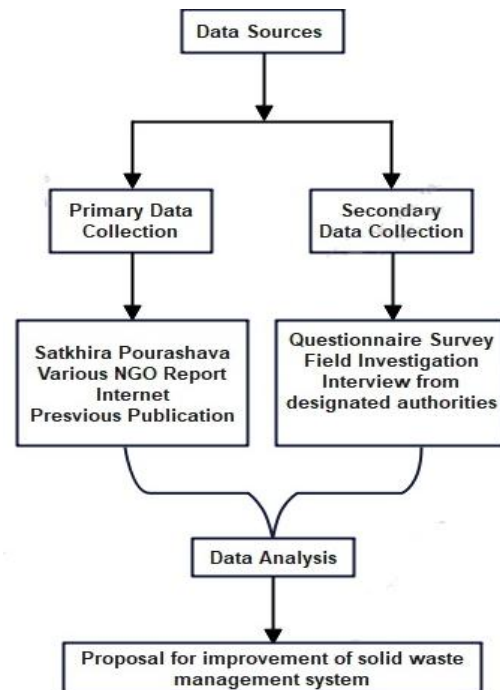 Data Sources
Primary Data
Collection
Secondary
Data Collection
Satkhira Pourashava
Various NGO Report
Internet
Presvious Publication
Questionnaire Survey
Field Investigation
Interview from
designated authorities
Data Analysis
Proposal for improvement of solid waste
management system